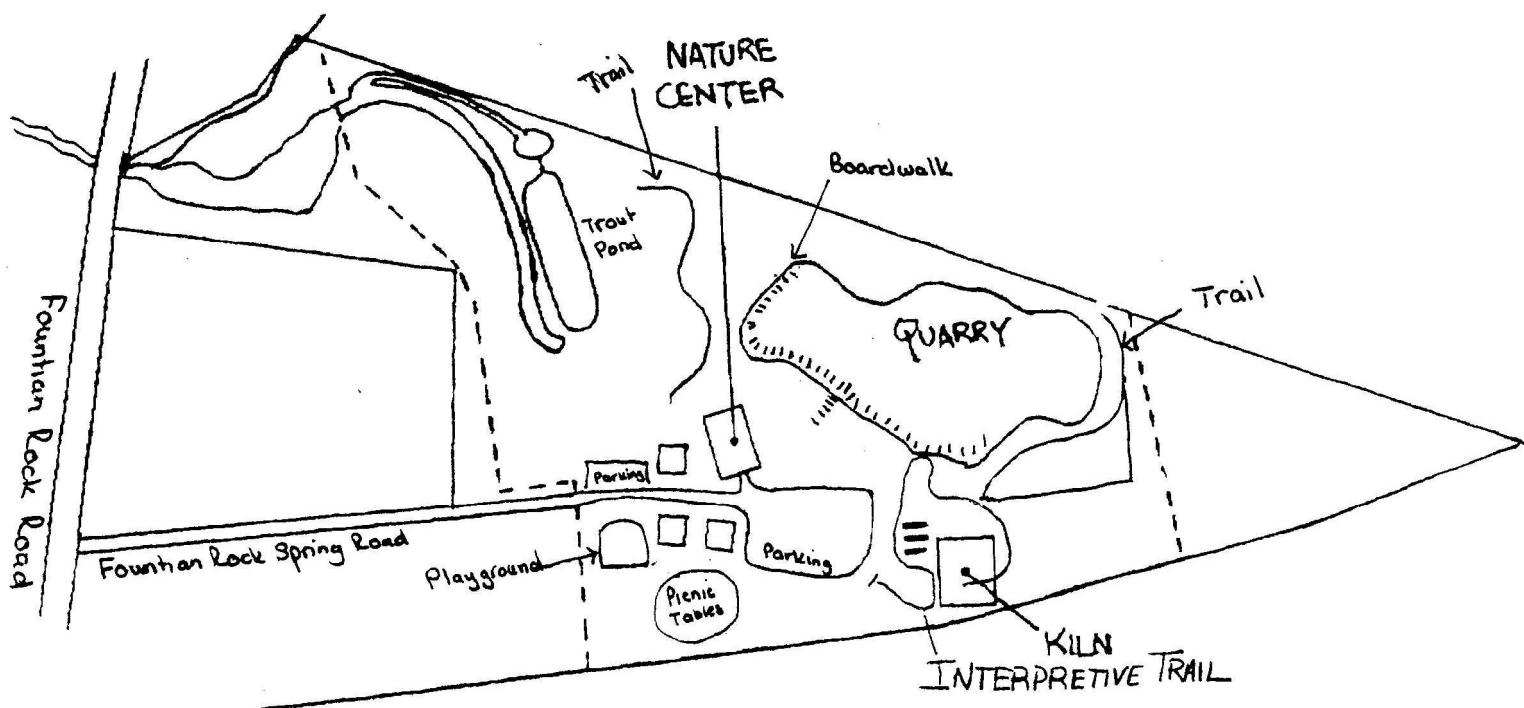 NATURE
CENTER
Trail
Boardwalk
Trout
Pond
Trail
QUARRY
Fountian Rock Road
Parking
Fountian Rock Spring Road
Playground
Parking
Picnic
Tables
KILN
INTERPRETIVE TRAIL